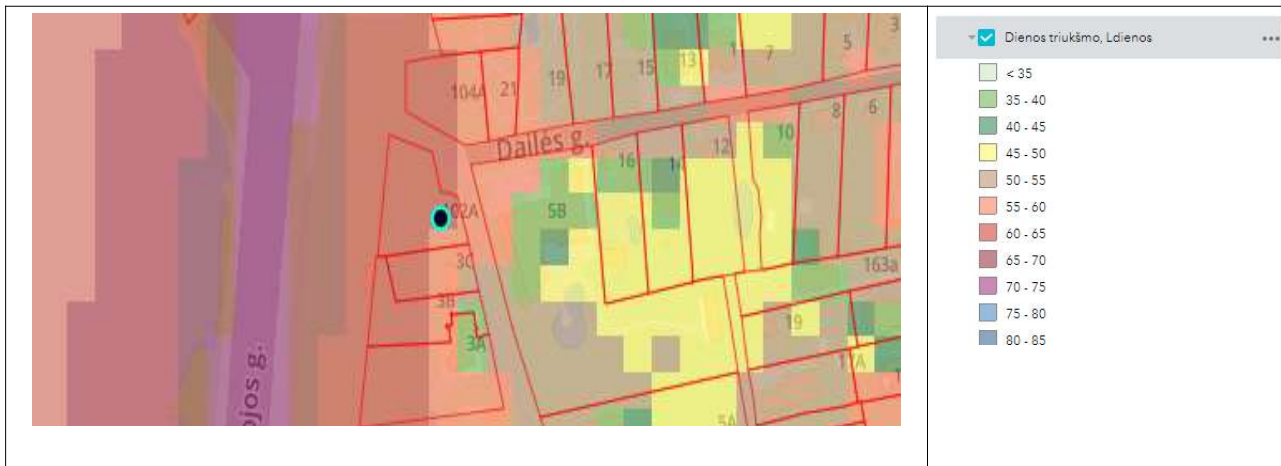 Dienos triukšmo, Ldienos
< 35
35 - 40
40 - 45
45 - 50
50 - 55
55 - 60
60 - 65
65 - 70
70 - 75
75 - 80
80 - 85
104A
21
19
17
15
13
1
7
5
3
Dailės g.
16
14
12
10
8
6
102A
5B
3C
3B
3A
163a
19
17A
5A
ojos g.